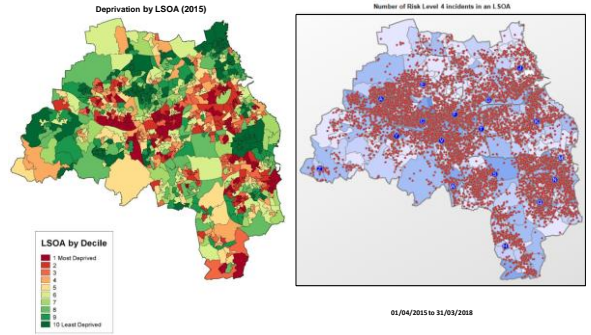 Deprivation by LSOA (2015)
Number of Risk Level 4 incidents in an LSOA
LSOA by Decile
1 Most Deprived
2
3
4
5
6
7
8
9
10 Least Deprived
01/04/2015 to 31/03/2018